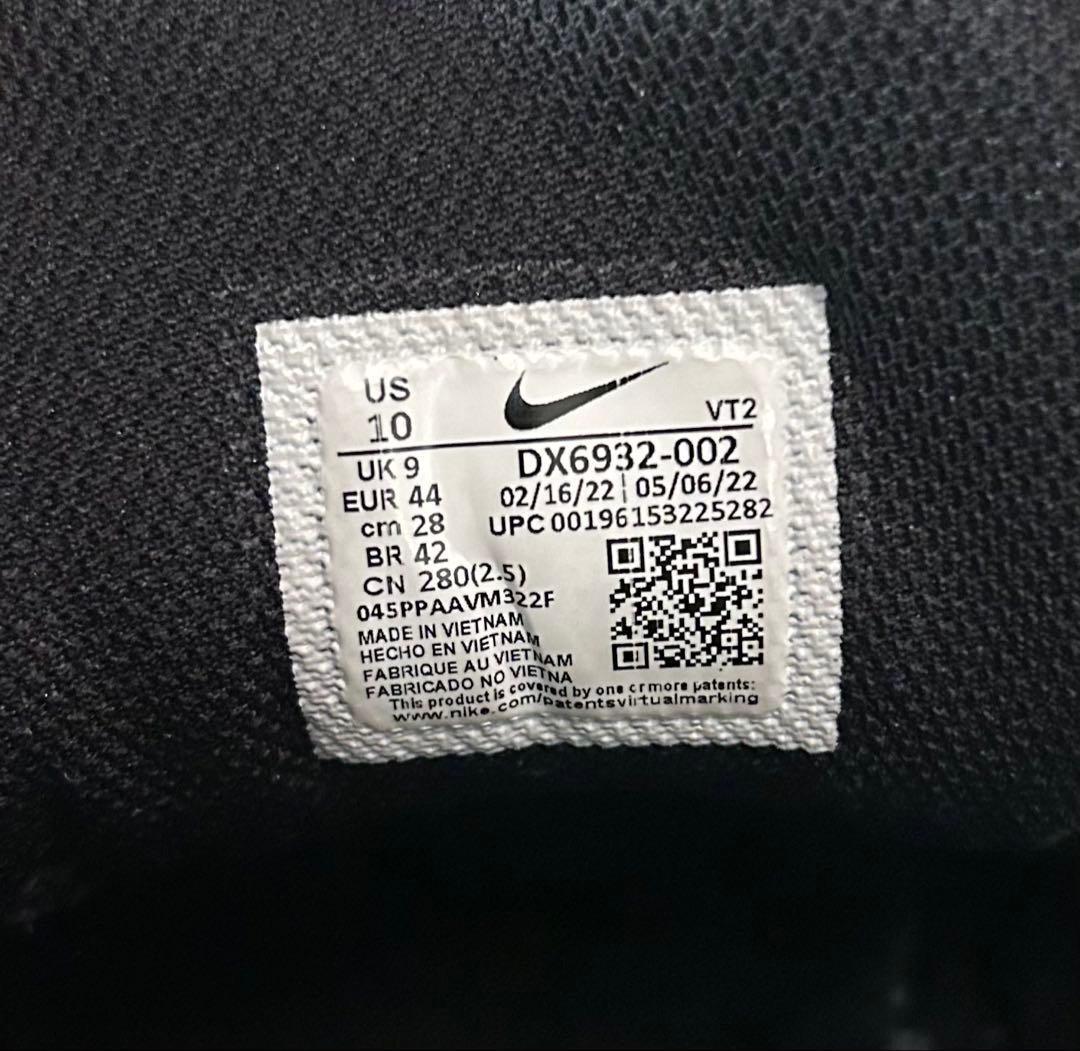 US
10
VT2
UK 9
DX6932-002
EUR 44
02/16/22 | 05/06/22
cm 28
UPC 00196153225282
BR 42
CN 280(2.5)
045PPAAVM322F
MADE IN VIETNAM
HECHO EN VIETNAM
FABRIQUE AU VIETNAM
FABRICADO NO VIETNA
This product is covered by one or more patents:
www.nike.com/patentsvirtualmarking